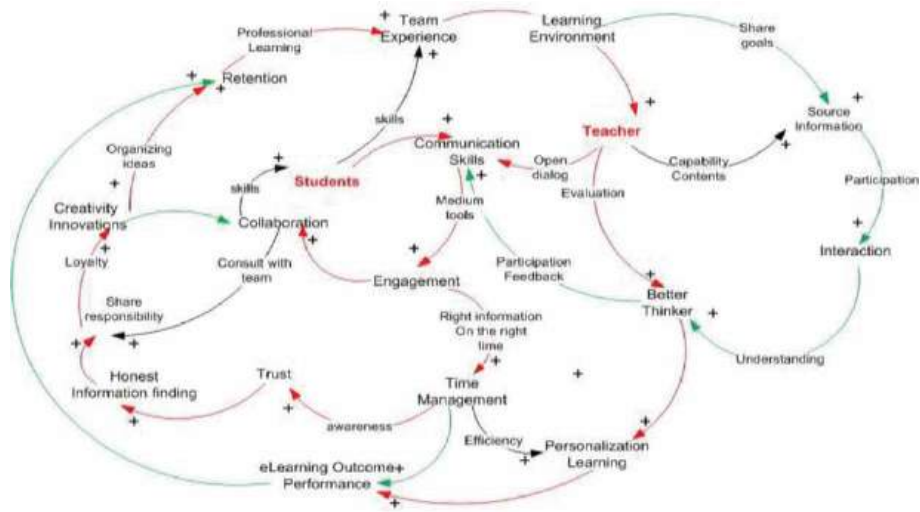 Team
Experience
Learning
Environment
Share
goals
Professional
Learning
Retention
skills
Communication
Skills
Teacher
Source
Information
Organizing
ideas
skills
Students
Open
dialog
Capability
Contents
Evaluation
Participation
Creativity
Innovations
Collaboration
Medium
tools
Interaction
Loyalty
Consult with
team
Engagement
Participation
Feedback
Better
Thinker
Share
responsibility
Right information
On the right
lime
Understanding
Honest
Information finding
Trust
Time
Management
awareness
Efficiency
Personalization
Learning
eLearning Outcome+
Performance